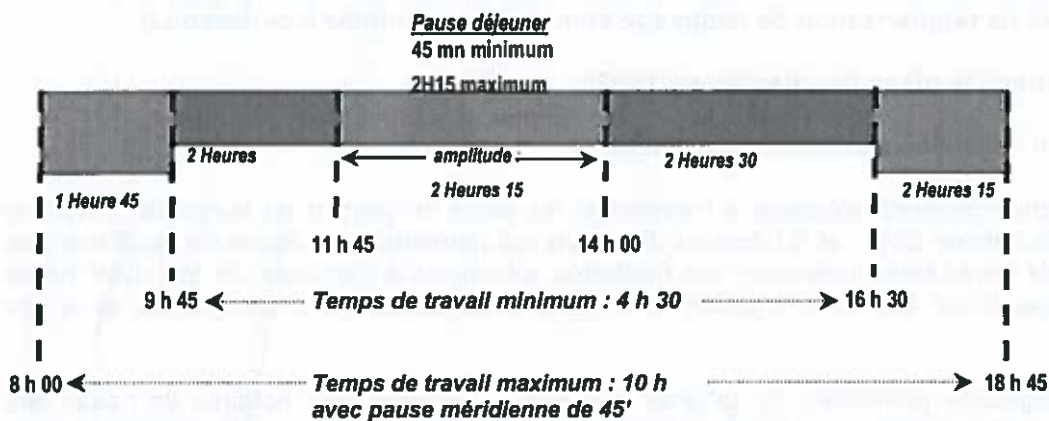 Pause déjeuner
45 mn minimum
2H15 maximum
2 Heures
amplitude :
2 Heures 30
1 Heure 45
2 Heures 15
2 Heures 15
11 h 45
14 h 00
9 h 45
Temps de travail minimum : 4 h 30
16 h 30
8 h 00
Temps de travail maximum : 10 h
18 h 45
avec pause méridienne de 45'